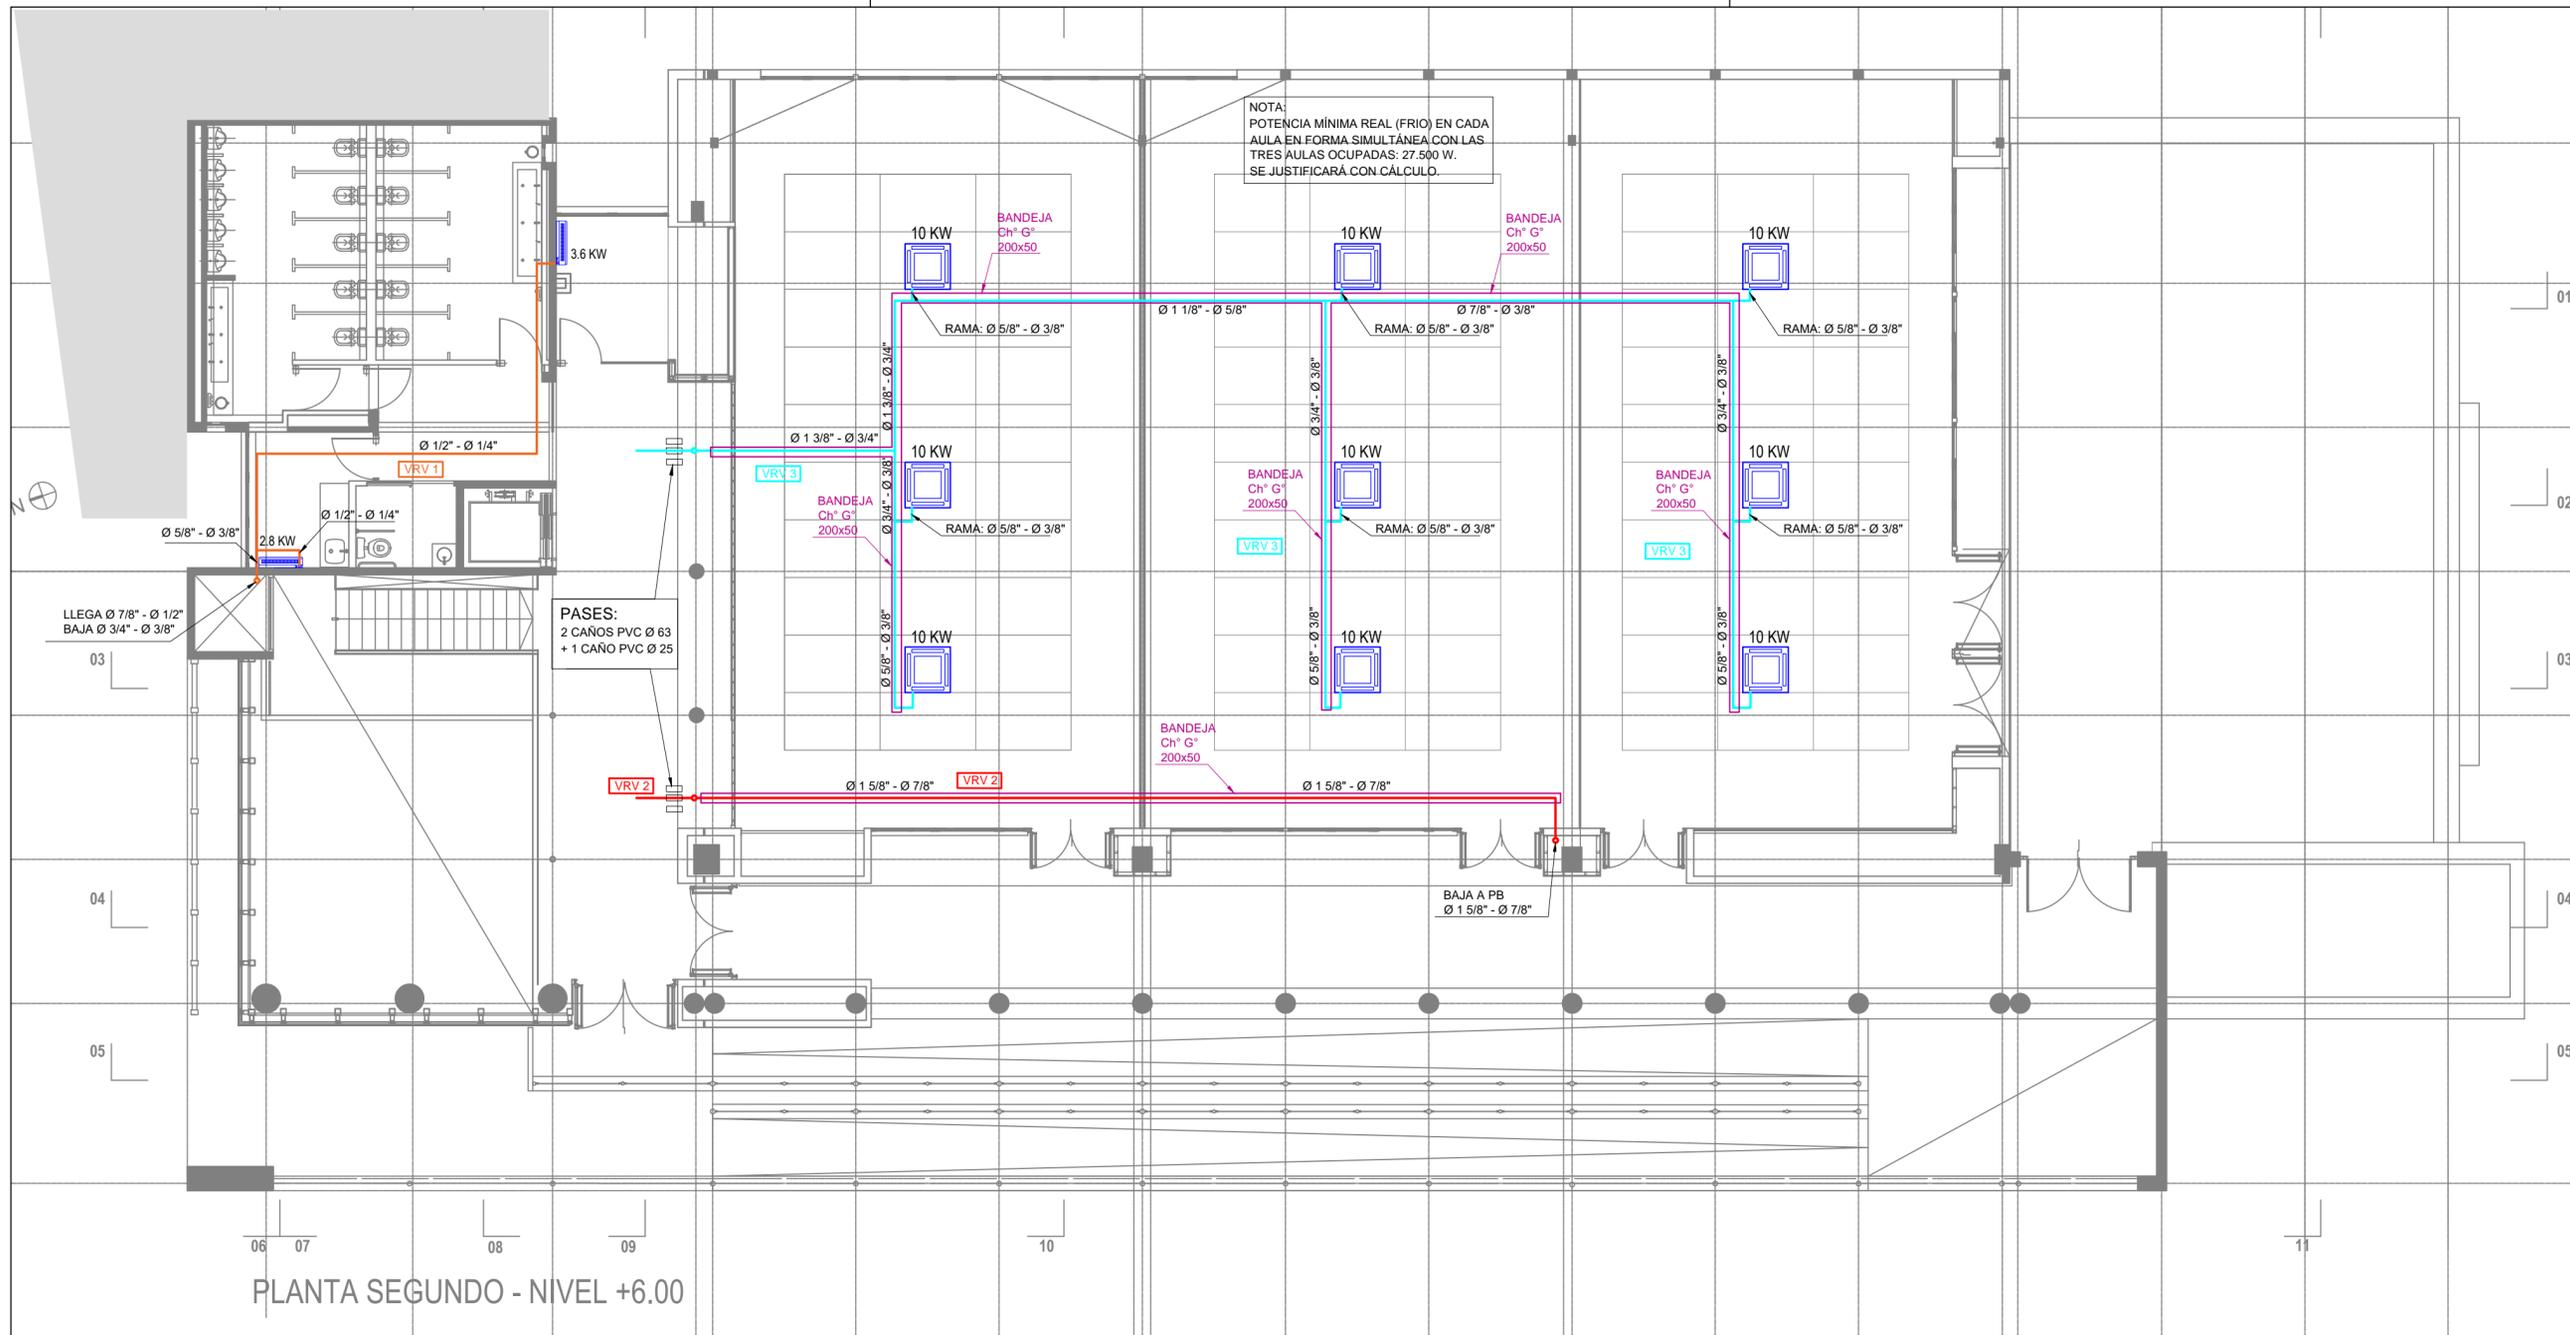 NOTA:
POTENCIA MÍNIMA REAL (FRIO) EN CADA
AULA EN FORMA SIMULTÁNEA CON LAS
TRES AULAS OCUPADAS: 27.500 W.
SE JUSTIFICARÁ CON CÁLCULO.
BANDEJA
Ch° G°
200x50
BANDEJA
Ch° G°
200x50
10 KW
10 KW
10 KW
3.6 KW
01
Ø 1 1/8" - Ø 5/8"
Ø 7/8" - Ø 3/8"
RAMA: Ø 5/8" - Ø 3/8"
RAMA: Ø 5/8" - Ø 3/8"
RAMA: Ø 5/8" - Ø 3/8"
Ø 1 3/8" - Ø 3/4"
Ø 3/4" - Ø 3/8"
Ø 3/4" - Ø 3/8"
Ø 1 3/8" - Ø 3/4"
Ø 1/2" - Ø 1/4"
VRV 1
VRV 3
10 KW
10 KW
10 KW
Ø 3/4" - Ø 3/8"
BANDEJA
Ch° G°
200x50
BANDEJA
Ch° G°
200x50
BANDEJA
Ch° G°
200x50
N
02
Ø 1/2" - Ø 1/4"
Ø 5/8" - Ø 3/8"
2.8 KW
RAMA: Ø 5/8" - Ø 3/8"
RAMA: Ø 5/8" - Ø 3/8"
RAMA: Ø 5/8" - Ø 3/8"
VRV 3
VRV 3
LLEGA Ø 7/8" - Ø 1/2"
BAJA Ø 3/4" - Ø 3/8"
PASES:
2 CAÑOS PVC Ø 63
+ 1 CAÑO PVC Ø 25
10 KW
10 KW
10 KW
Ø 5/8" - Ø 3/8"
Ø 5/8" - Ø 3/8"
Ø 5/8" - Ø 3/8"
03
03
BANDEJA
Ch° G°
200x50
VRV 2
Ø 1 5/8" - Ø 7/8"
VRV 2
Ø 1 5/8" - Ø 7/8"
BAJA A PB
Ø 1 5/8" - Ø 7/8"
04
04
05
05
06
07
08
09
10
11
PLANTA SEGUNDO - NIVEL +6.00